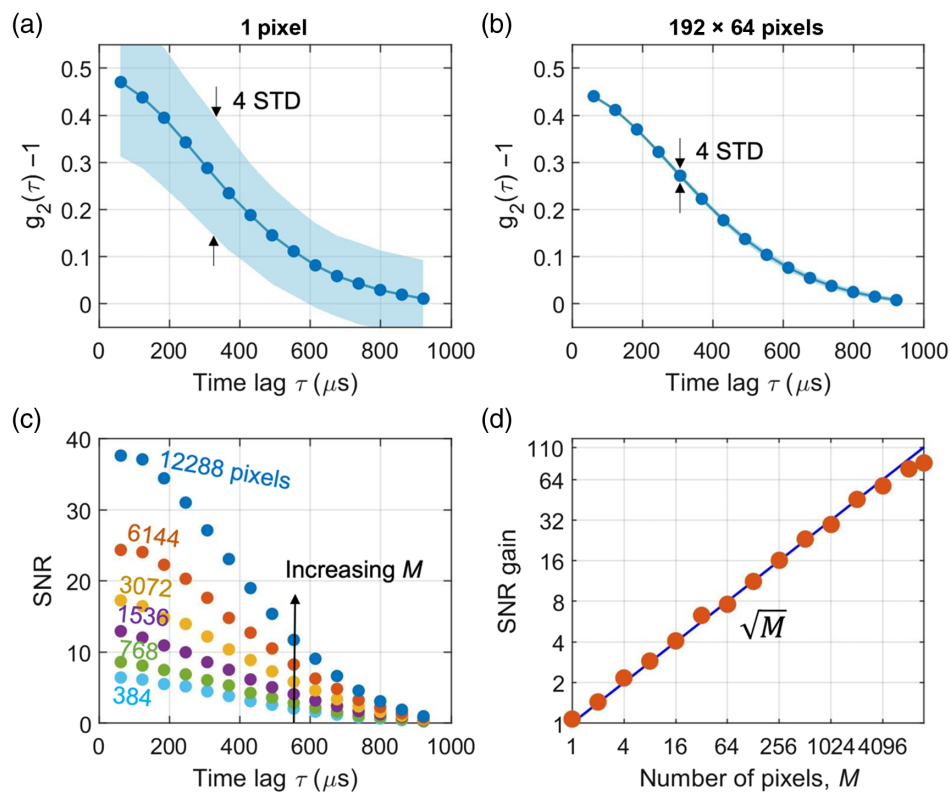 (a)
1 pixel
0.5
0.4
0.3
0.2
0.1
0
g₂(τ) −1
4 STD
0 200 400 600 800 1000
Time lag τ (μs)
(b)
192 × 64 pixels
0.5
0.4
0.3
0.2
0.1
0
g₂(τ) −1
4 STD
0 200 400 600 800 1000
Time lag τ (μs)
(c)
40
30
20
10
0
SNR
12288 pixels
6144
3072
1536
768
384
Increasing M
0 200 400 600 800 1000
Time lag τ (μs)
(d)
110
64
32
16
8
4
2
1
SNR gain
√M
1 4 16 64 256 1024 4096
Number of pixels, M